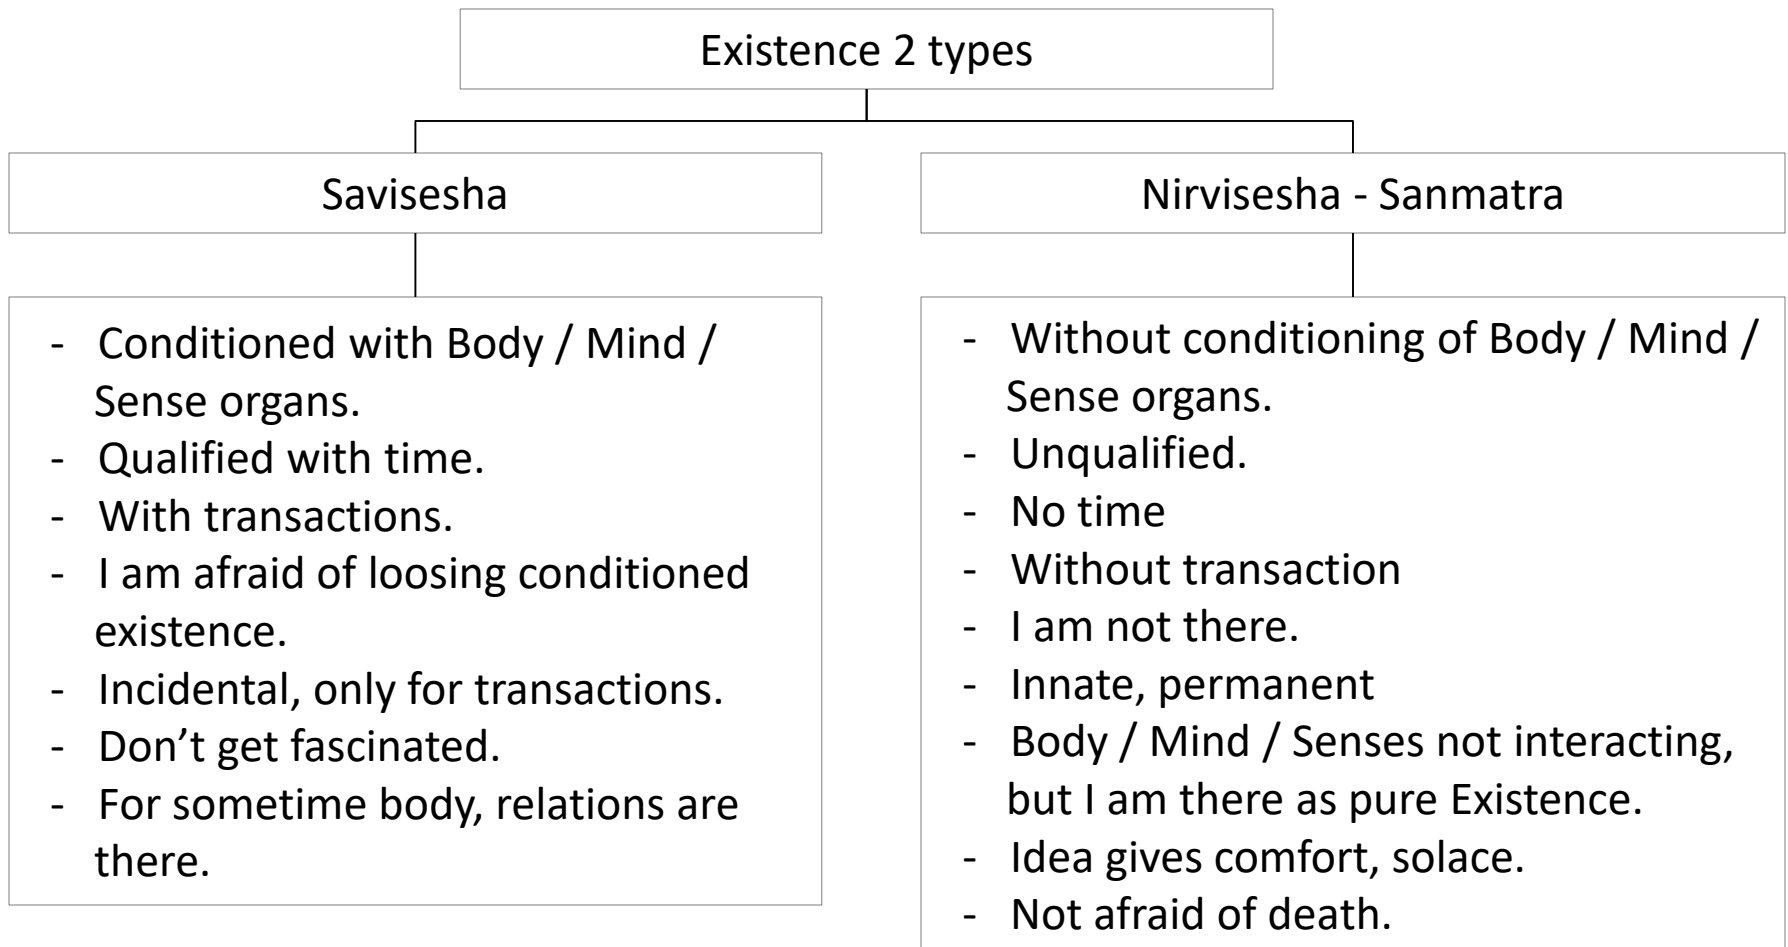 Existence 2 types
Savisesha
Nirvisesha - Sanmatra
- Conditioned with Body / Mind /
Sense organs.
- Qualified with time.
- With transactions.
- I am afraid of loosing conditioned
existence.
- Incidental, only for transactions.
- Don’t get fascinated.
- For sometime body, relations are
there.
- Without conditioning of Body / Mind /
Sense organs.
- Unqualified.
- No time
- Without transaction
- I am not there.
- Innate, permanent
- Body / Mind / Senses not interacting,
but I am there as pure Existence.
- Idea gives comfort, solace.
- Not afraid of death.